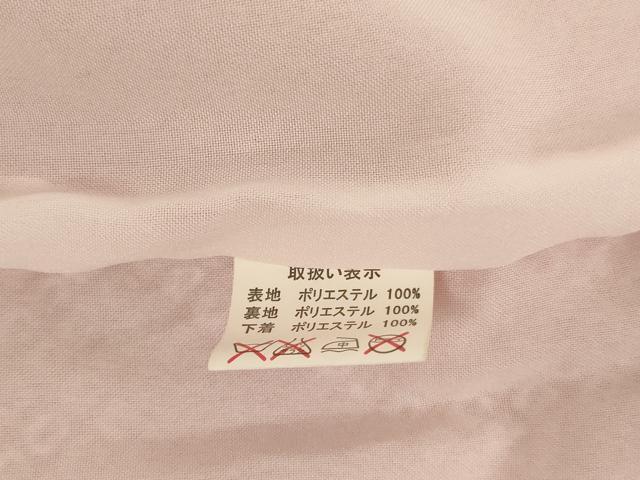 取扱い表示
表地 ポリエステル 100%
裏地 ポリエステル 100%
下着 ポリエステル 100%
中